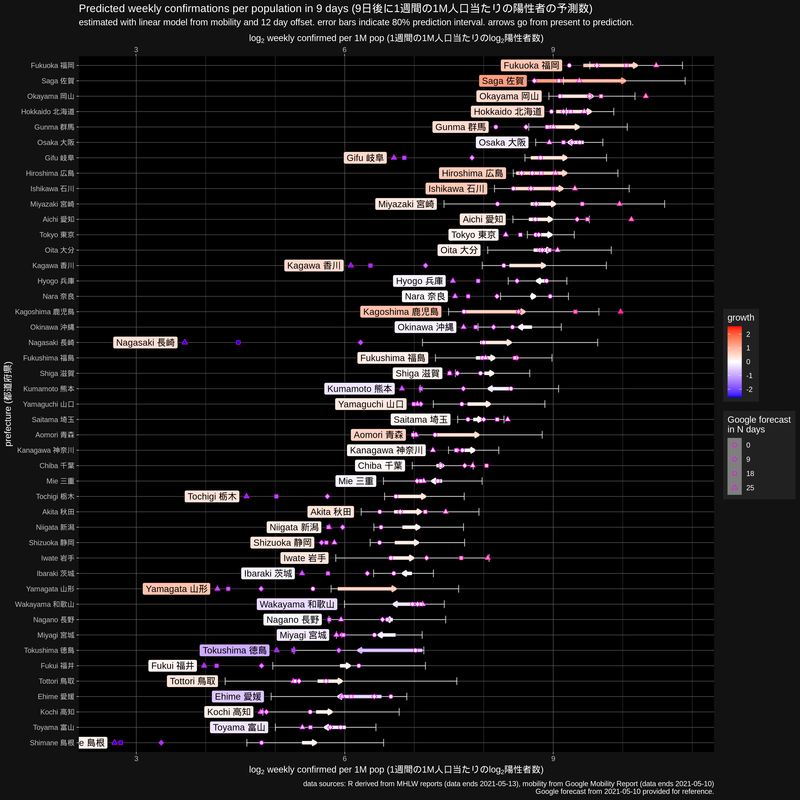 Predicted weekly confirmations per population in 9 days (9日後に1週間の1M人口当たりの陽性者の予測数)
estimated with linear model from mobility and 12 day offset. error bars indicate 80% prediction interval. arrows go from present to prediction.
log2 weekly confirmed per 1M pop (1週間の1M人口当たりのlog2陽性者数)
3 6 9
prefecture (都道府県)
Fukuoka 福岡 Fukuoka 福岡
Saga 佐賀 Saga 佐賀
Okayama 岡山 Okayama 岡山
Hokkaido 北海道 Hokkaido 北海道
Gunma 群馬 Gunma 群馬
Osaka 大阪 Osaka 大阪
Gifu 岐阜 Gifu 岐阜
Hiroshima 広島 Hiroshima 広島
Ishikawa 石川 Ishikawa 石川
Miyazaki 宮崎 Miyazaki 宮崎
Aichi 愛知 Aichi 愛知
Tokyo 東京 Tokyo 東京
Oita 大分 Oita 大分
Kagawa 香川 Kagawa 香川
Hyogo 兵庫 Hyogo 兵庫
Nara 奈良 Nara 奈良
Kagoshima 鹿児島 Kagoshima 鹿児島
Okinawa 沖縄 Okinawa 沖縄
Nagasaki 長崎 Nagasaki 長崎
Fukushima 福島 Fukushima 福島
Shiga 滋賀 Shiga 滋賀
Kumamoto 熊本 Kumamoto 熊本
Yamaguchi 山口 Yamaguchi 山口
Saitama 埼玉 Saitama 埼玉
Aomori 青森 Aomori 青森
Kanagawa 神奈川 Kanagawa 神奈川
Chiba 千葉 Chiba 千葉
Mie 三重 Mie 三重
Tochigi 栃木 Tochigi 栃木
Akita 秋田 Akita 秋田
Niigata 新潟 Niigata 新潟
Shizuoka 静岡 Shizuoka 静岡
Iwate 岩手 Iwate 岩手
Ibaraki 茨城 Ibaraki 茨城
Yamagata 山形 Yamagata 山形
Wakayama 和歌山 Wakayama 和歌山
Nagano 長野 Nagano 長野
Miyagi 宮城 Miyagi 宮城
Tokushima 徳島 Tokushima 徳島
Fukui 福井 Fukui 福井
Tottori 鳥取 Tottori 鳥取
Ehime 愛媛 Ehime 愛媛
Kochi 高知 Kochi 高知
Toyama 富山 Toyama 富山
Shimane 島根 e 島根
3 6 9
log2 weekly confirmed per 1M pop (1週間の1M人口当たりのlog2陽性者数)
growth
2
1
0
-1
-2
Google forecast
in N days
0
9
18
25
data sources: R derived from MHLW reports (data ends 2021-05-13), mobility from Google Mobility Report (data ends 2021-05-10)
Google forecast from 2021-05-10 provided for reference.